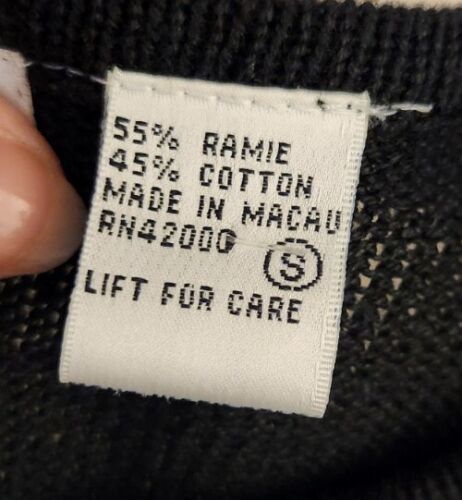 55% RAMIE
45% COTTON
MADE IN MACAU
RN42000 Ⓢ
LIFT FOR CARE